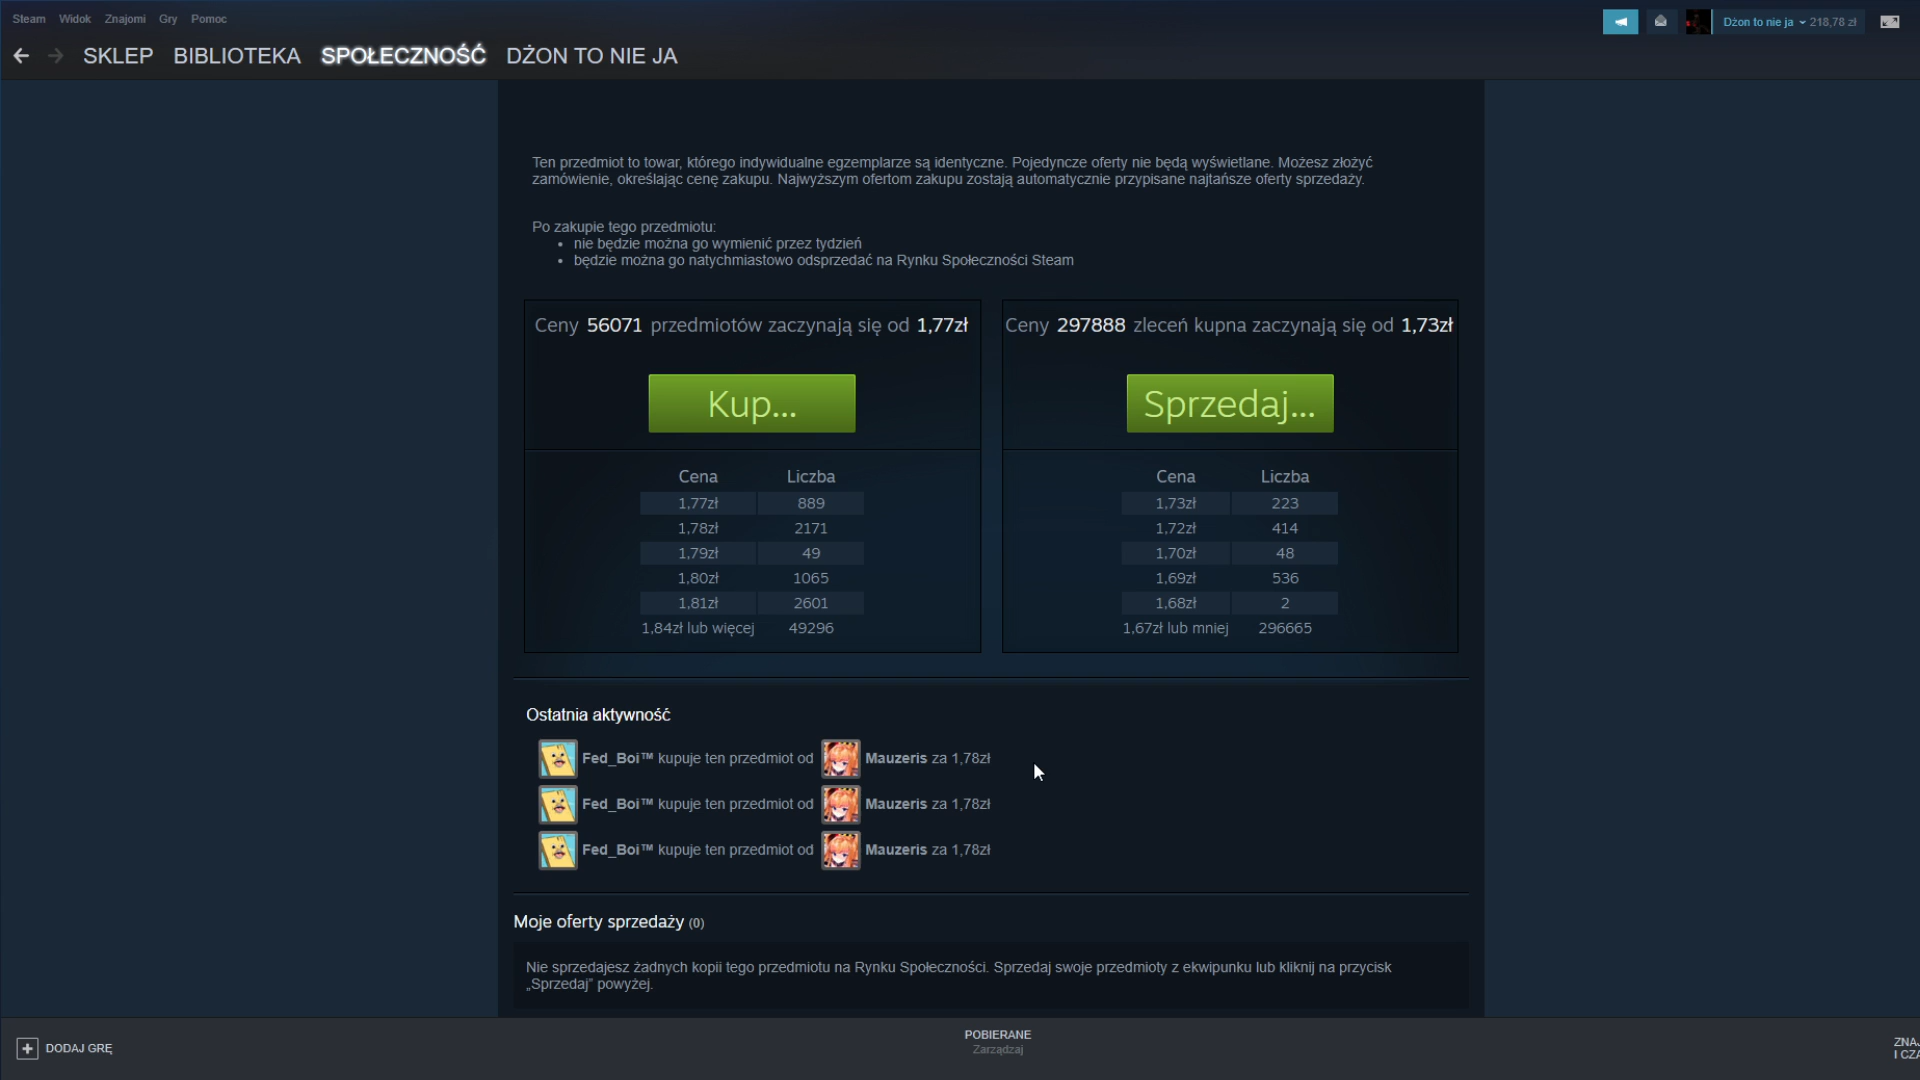 Steam Widok Znajomi Gry Pomoc
Dżon to nie ja 218,78 zł
SKLEP BIBLIOTEKA SPOŁECZNOŚĆ DŻON TO NIE JA
Ten przedmiot to towar, którego indywidualne egzemplarze są identyczne. Pojedyncze oferty nie będą wyświetlane. Możesz złożyć
zamówienie, określając cenę zakupu. Najwyższym ofertom zakupu zostają automatycznie przypisane najtańsze oferty sprzedaży.
Po zakupie tego przedmiotu:
• nie będzie można go wymienić przez tydzień
• będzie można go natychmiastowo odsprzedać na Rynku Społeczności Steam
Ceny 56071 przedmiotów zaczynają się od 1,77zł
Kup...
Cena Liczba
1,77zł 889
1,78zł 2171
1,79zł 49
1,80zł 1065
1,81zł 2601
1,84zł lub więcej 49296
Ceny 297888 zleceń kupna zaczynają się od 1,73zł
Sprzedaj...
Cena Liczba
1,73zł 223
1,72zł 414
1,70zł 48
1,69zł 536
1,68zł 2
1,67zł lub mniej 296665
Ostatnia aktywność
Fed_Boi™ kupuje ten przedmiot od Mauzeris za 1,78zł
Fed_Boi™ kupuje ten przedmiot od Mauzeris za 1,78zł
Fed_Boi™ kupuje ten przedmiot od Mauzeris za 1,78zł
Moje oferty sprzedaży (0)
Nie sprzedajesz żadnych kopii tego przedmiotu na Rynku Społeczności. Sprzedaj swoje przedmioty z ekwipunku lub kliknij na przycisk
„Sprzedaj” powyżej.
DODAJ GRĘ
POBIERANE
Zarządzaj
ZNAJ
I CZA